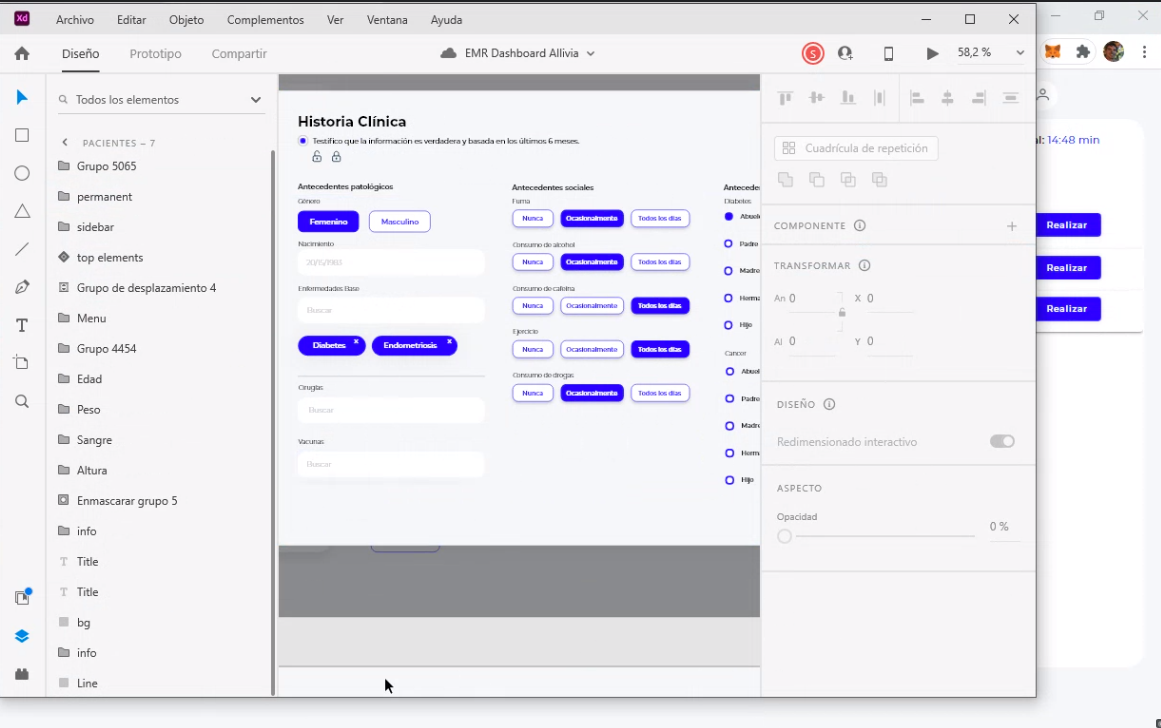 Xd
Archivo Editar Objeto Complementos Ver Ventana Ayuda
Diseño Prototipo Compartir EMR Dashboard Allivia S 58,2 %
Todos los elementos
PACIENTES – 7
Grupo 5065
permanent
sidebar
top elements
Grupo de desplazamiento 4
Menu
Grupo 4454
Edad
Peso
Sangre
Altura
Enmascarar grupo 5
info
Title
Title
bg
info
Line
Historia Clínica
Testifico que la información es verdadera y basada en los últimos 6 meses.
Antecedentes patológicos
Género
Femenino Masculino
Nacimiento
Enfermedades Base
Buscar
Diabetes x Endometriosis x
Cirugías
Buscar
Vacunas
Buscar
Antecedentes sociales
Fuma
Nunca Ocasionalmente Todos los días
Consumo de alcohol
Nunca Ocasionalmente Todos los días
Consumo de cafeína
Nunca Ocasionalmente Todos los días
Ejercicio
Nunca Ocasionalmente Todos los días
Consumo de drogas
Nunca Ocasionalmente Todos los días
Antecede
Diabetes
Abuel
Padre
Madre
Herma
Hijo
Cancer
Abuel
Padre
Madre
Herm
Hijo
Cuadrícula de repetición
COMPONENTE
TRANSFORMAR
An 0 X 0
Al 0 Y 0
DISEÑO
Redimensionado interactivo
ASPECTO
Opacidad
0 %
al: 14:48 min
Realizar
Realizar
Realizar